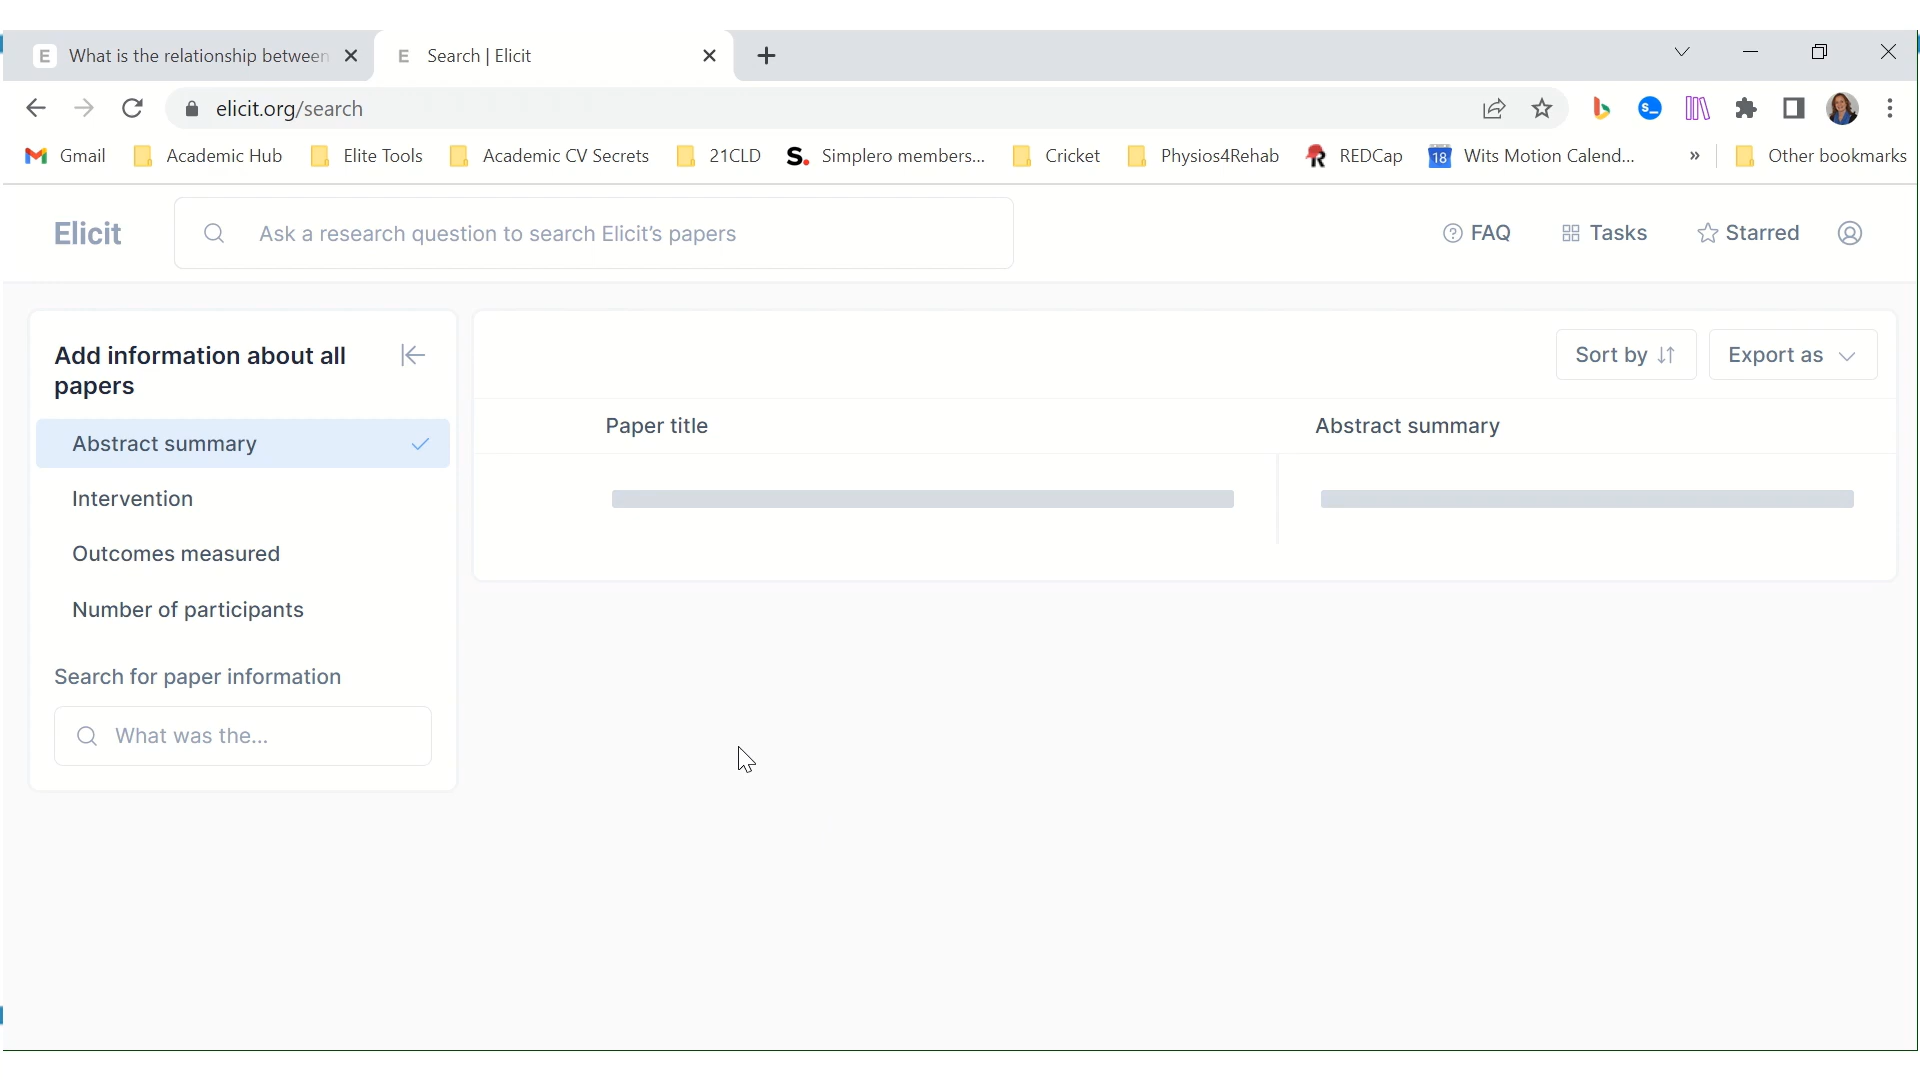 E What is the relationship between
E Search | Elicit
elicit.org/search
Gmail Academic Hub Elite Tools Academic CV Secrets 21CLD S. Simplero members... Cricket Physios4Rehab REDCap 18 Wits Motion Calend... » Other bookmarks
Elicit
Ask a research question to search Elicit's papers
FAQ Tasks Starred
Add information about all
papers
Sort by
Export as
Paper title
Abstract summary
Abstract summary
Intervention
Outcomes measured
Number of participants
Search for paper information
What was the...